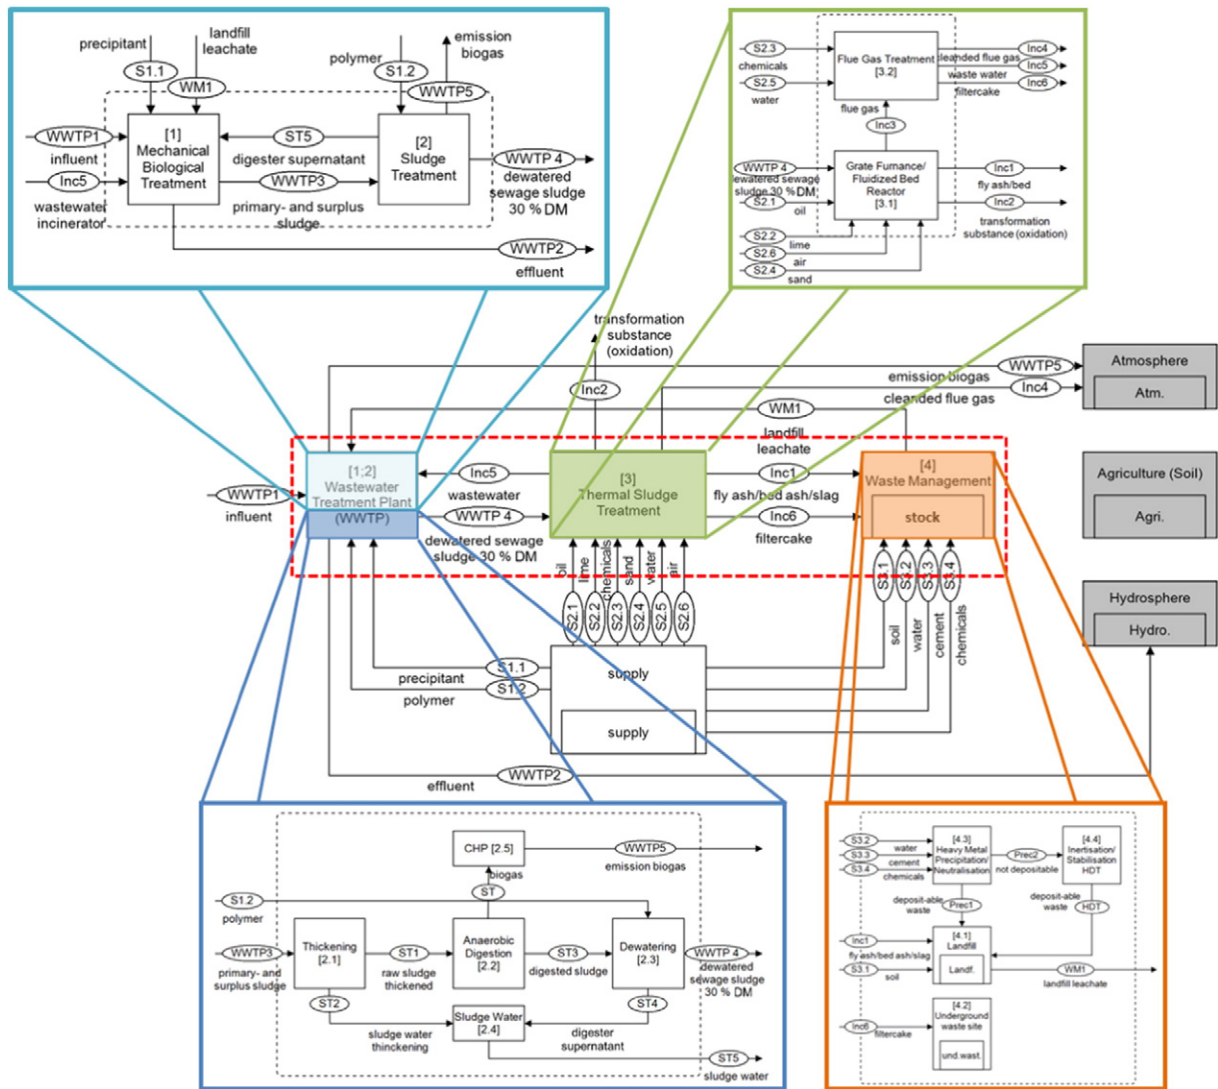 precipitant
landfill
leachate
polymer
emission
biogas
S1.1
WM1
S1.2
WWTP5
WWTP1
influent
Inc5
wastewater
incinerator
[1]
Mechanical
Biological
Treatment
ST5
digester supernatant
WWTP3
primary- and surplus
sludge
[2]
Sludge
Treatment
WWTP 4
dewatered
sewage sludge
30 % DM
WWTP2
effluent
S2.3
chemicals
S2.5
water
Flue Gas Treatment
[3.2]
Inc4
cleanded flue gas
Inc5
waste water
Inc6
filtercake
flue gas
Inc3
WWTP 4
dewatered sewage
sludge 30 % DM
S2.1
oil
Grate Furnance/
Fluidized Bed
Reactor
[3.1]
Inc1
fly ash/bed
Inc2
transformation
substance (oxidation)
S2.2
lime
S2.6
air
S2.4
sand
transformation
substance
(oxidation)
Inc2
WWTP5
emission biogas
Inc4
cleanded flue gas
WM1
landfill
leachate
Atmosphere
Atm.
WWTP1
influent
[1;2]
Wastewater
Treatment Plant
(WWTP)
Inc5
wastewater
WWTP 4
dewatered sewage
sludge 30 % DM
[3]
Thermal Sludge
Treatment
Inc1
fly ash/bed ash/slag
Inc6
filtercake
[4]
Waste Management
stock
Agriculture (Soil)
Agri.
oil
lime
chemicals
sand
water
air
S2.1
S2.2
S2.3
S2.4
S2.5
S2.6
S3.1
S3.2
S3.3
S3.4
soil
water
cement
chemicals
Hydrosphere
Hydro.
S1.1
precipitant
S1.2
polymer
supply
supply
WWTP2
effluent
CHP [2.5]
WWTP5
emission biogas
biogas
ST
S1.2
polymer
WWTP3
primary- and
surplus sludge
Thickening
[2.1]
ST1
raw sludge
thickened
Anaerobic
Digestion
[2.2]
ST3
digested sludge
Dewatering
[2.3]
WWTP 4
dewatered
sewage sludge
30 % DM
ST2
sludge water
thinckening
Sludge Water
[2.4]
ST4
digester
supernatant
ST5
sludge water
S3.2
water
S3.3
cement
S3.4
chemicals
[4.3]
Heavy Metal
Precipitation/
Neutralisation
Prec2
not depositable
[4.4]
Inertisation/
Stabilisation
HDT
deposit-able
waste
Prec1
deposit-able
waste
HDT
Inc1
fly ash/bed ash/slag
S3.1
soil
[4.1]
Landfill
Landf.
WM1
landfill leachate
Inc6
filtercake
[4.2]
Underground
waste site
und.wast.